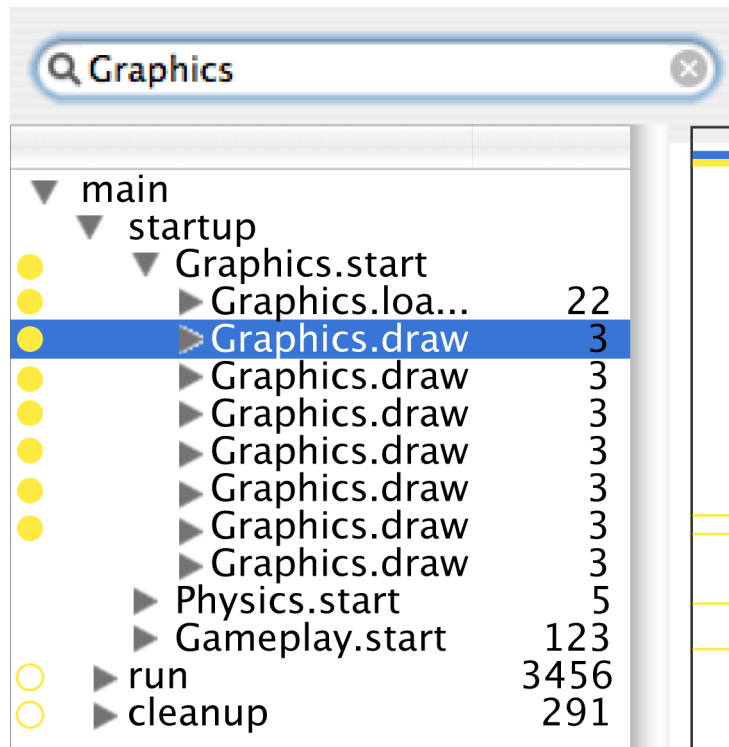 Graphics
main
startup
Graphics.start
Graphics.loa... 22
Graphics.draw 3
Graphics.draw 3
Graphics.draw 3
Graphics.draw 3
Graphics.draw 3
Graphics.draw 3
Graphics.draw 3
Physics.start 5
Gameplay.start 123
run 3456
cleanup 291